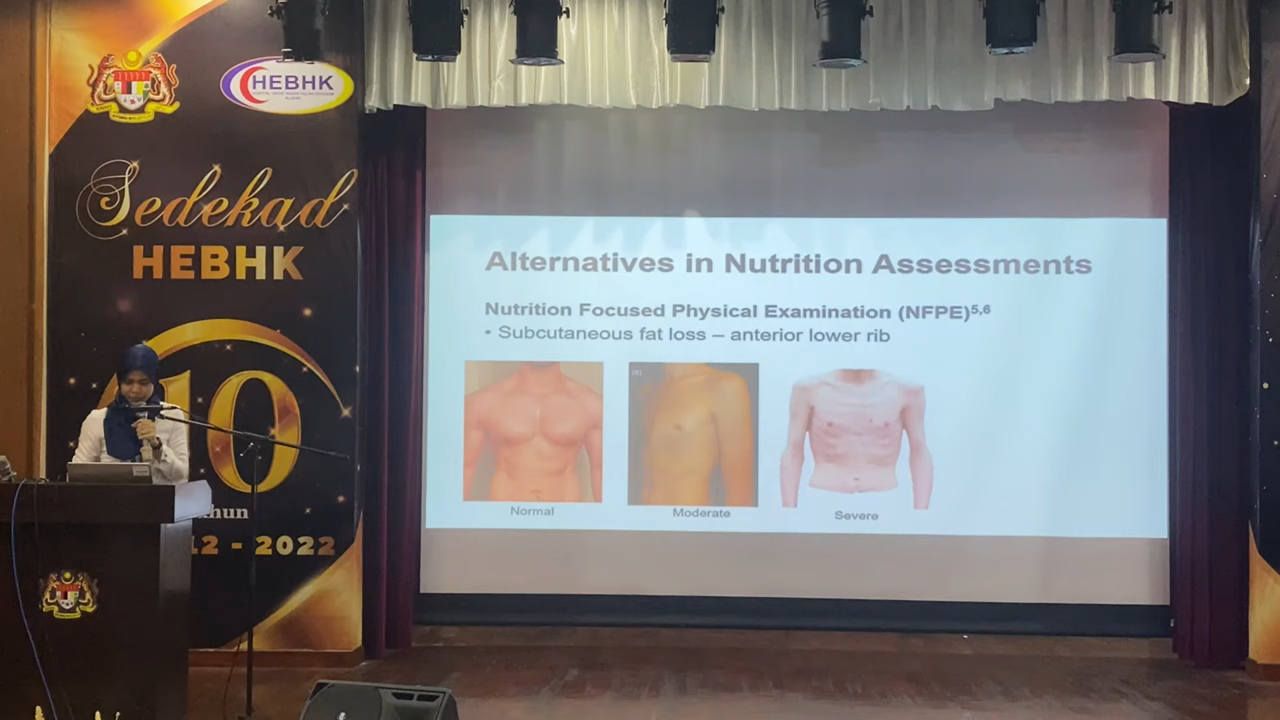 HEBHK
Sedekad
HEBHK
10
hun
12 - 2022
Alternatives in Nutrition Assessments
Nutrition Focused Physical Examination (NFPE)5,6
• Subcutaneous fat loss – anterior lower rib
Normal
Moderate
Severe